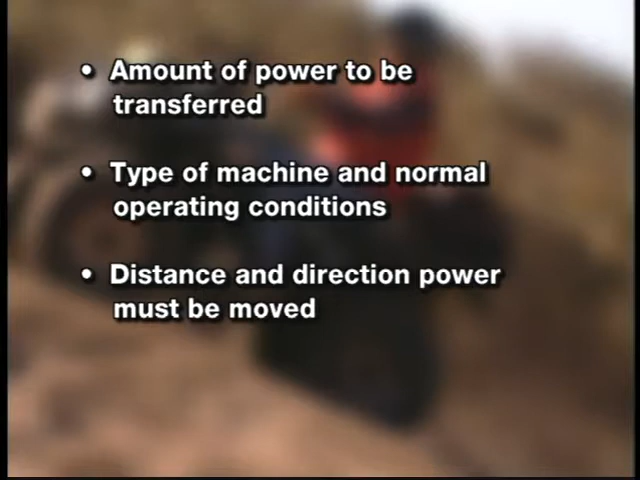 • Amount of power to be
transferred
• Type of machine and normal
operating conditions
• Distance and direction power
must be moved